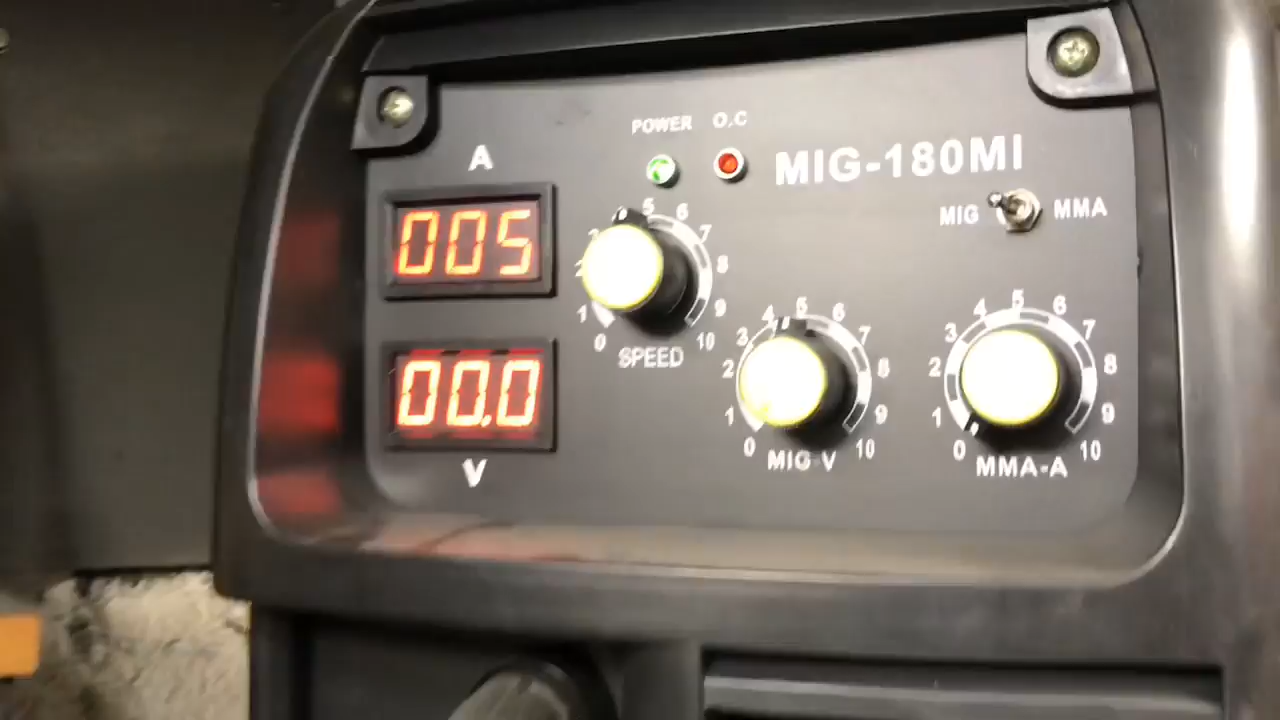 POWER O.C
A
MIG-180MI
005
MIG MMA
5 6 7 8 9 10
2 1 0
SPEED
00.0
V
0 1 2 3 4 5 6 7 8 9 10
MIG-V
0 1 2 3 4 5 6 7 8 9 10
MMA-A